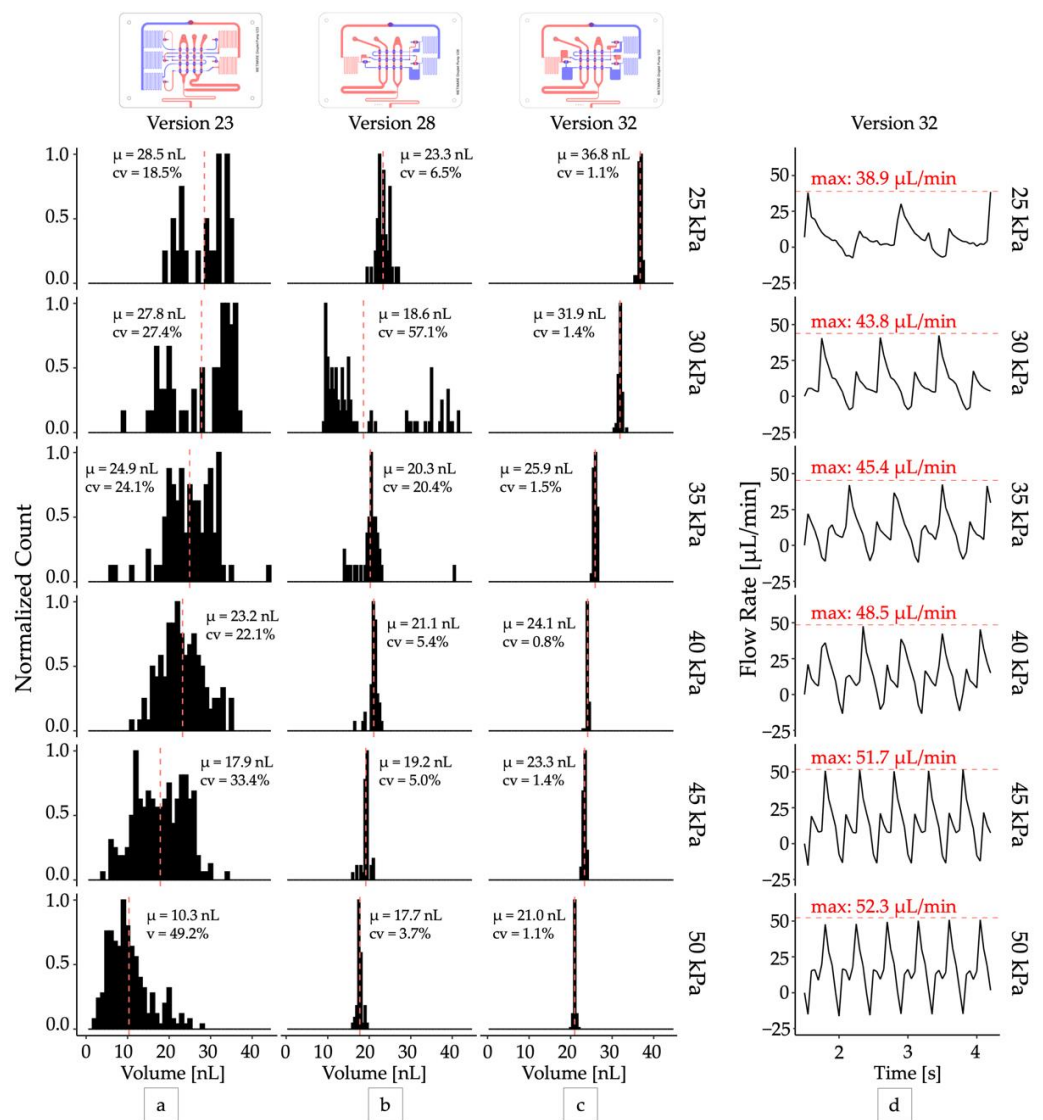 Version 23
Version 28
Version 32
Version 32
1.0
μ = 28.5 nL
cv = 18.5%
μ = 23.3 nL
cv = 6.5%
μ = 36.8 nL
cv = 1.1%
25 kPa
50
max: 38.9 μL/min
25 kPa
0.5
25
0
0.0
−25
1.0
μ = 27.8 nL
cv = 27.4%
μ = 18.6 nL
cv = 57.1%
μ = 31.9 nL
cv = 1.4%
30 kPa
50
max: 43.8 μL/min
30 kPa
0.5
25
0
0.0
−25
1.0
μ = 24.9 nL
cv = 24.1%
μ = 20.3 nL
cv = 20.4%
μ = 25.9 nL
cv = 1.5%
35 kPa
50
max: 45.4 μL/min
35 kPa
0.5
25
0
0.0
−25
Normalized Count
Flow Rate [μL/min]
1.0
μ = 23.2 nL
cv = 22.1%
μ = 21.1 nL
cv = 5.4%
μ = 24.1 nL
cv = 0.8%
40 kPa
50
max: 48.5 μL/min
40 kPa
0.5
25
0
0.0
−25
1.0
μ = 17.9 nL
cv = 33.4%
μ = 19.2 nL
cv = 5.0%
μ = 23.3 nL
cv = 1.4%
45 kPa
50
max: 51.7 μL/min
45 kPa
0.5
25
0
0.0
−25
1.0
μ = 10.3 nL
v = 49.2%
μ = 17.7 nL
cv = 3.7%
μ = 21.0 nL
cv = 1.1%
50 kPa
50
max: 52.3 μL/min
50 kPa
0.5
25
0
0.0
−25
0 10 20 30 40
0 10 20 30 40
0 10 20 30 40
2 3 4
Volume [nL]
Volume [nL]
Volume [nL]
Time [s]
a
b
c
d